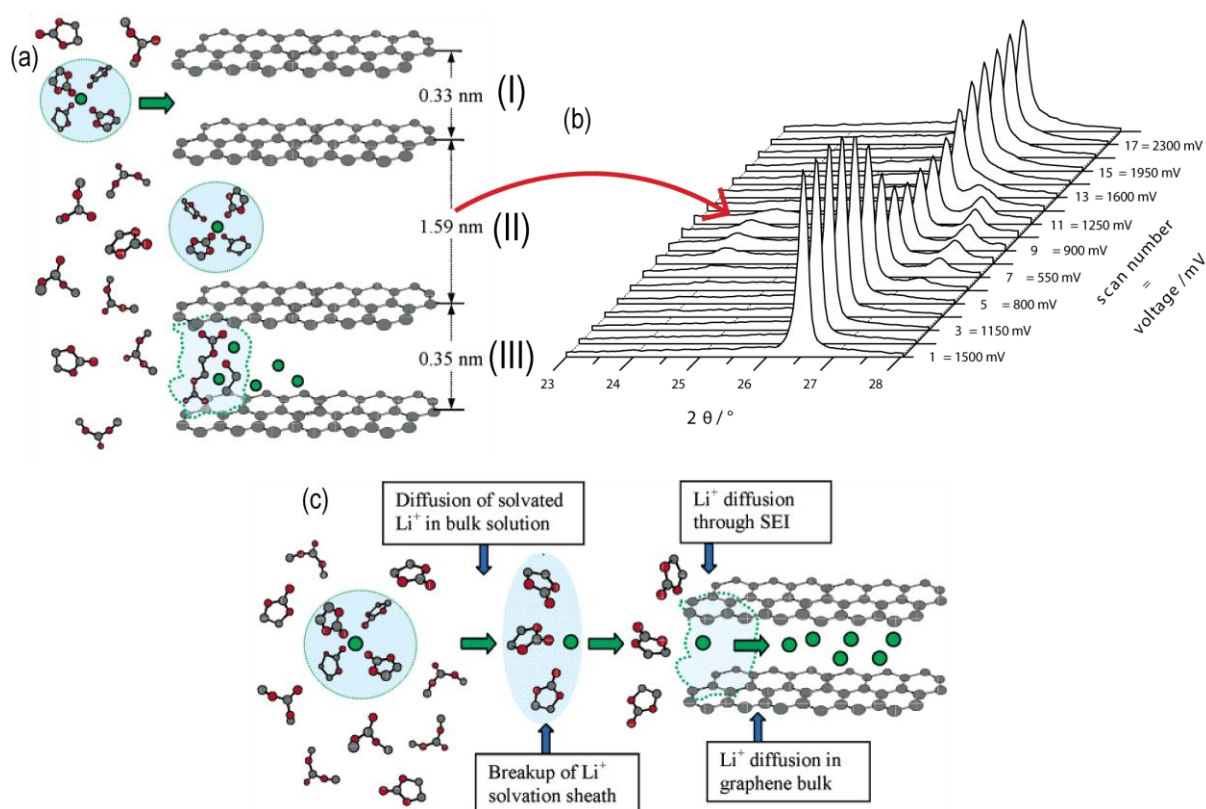 (a)
0.33 nm
(I)
1.59 nm
(II)
0.35 nm
(III)
(b)
17 = 2300 mV
15 = 1950 mV
13 = 1600 mV
11 = 1250 mV
9 = 900 mV
7 = 550 mV
5 = 800 mV
3 = 1150 mV
1 = 1500 mV
scan number
=
voltage /mV
23
24
25
26
27
28
2 θ / °
(c)
Diffusion of solvated
Li⁺ in bulk solution
Li⁺ diffusion
through SEI
Breakup of Li⁺
solvation sheath
Li⁺ diffusion in
graphene bulk